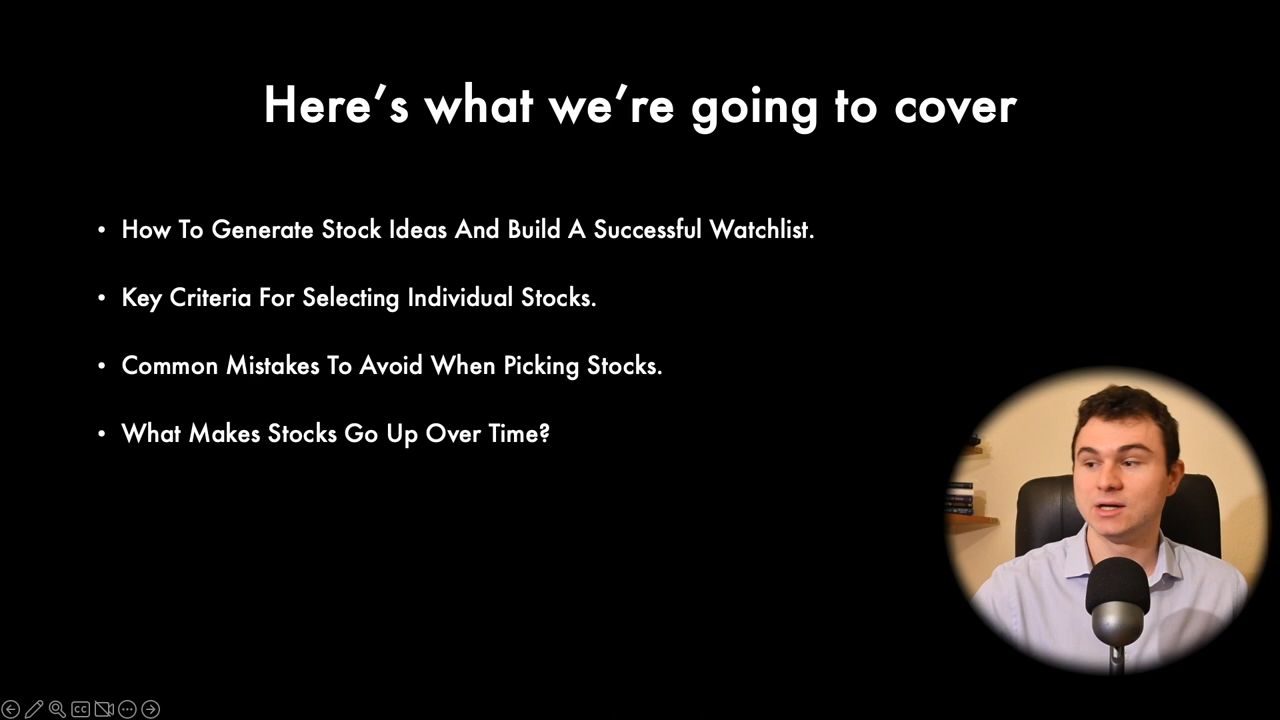 Here’s what we’re going to cover
• How To Generate Stock Ideas And Build A Successful Watchlist.
• Key Criteria For Selecting Individual Stocks.
• Common Mistakes To Avoid When Picking Stocks.
• What Makes Stocks Go Up Over Time?
CC